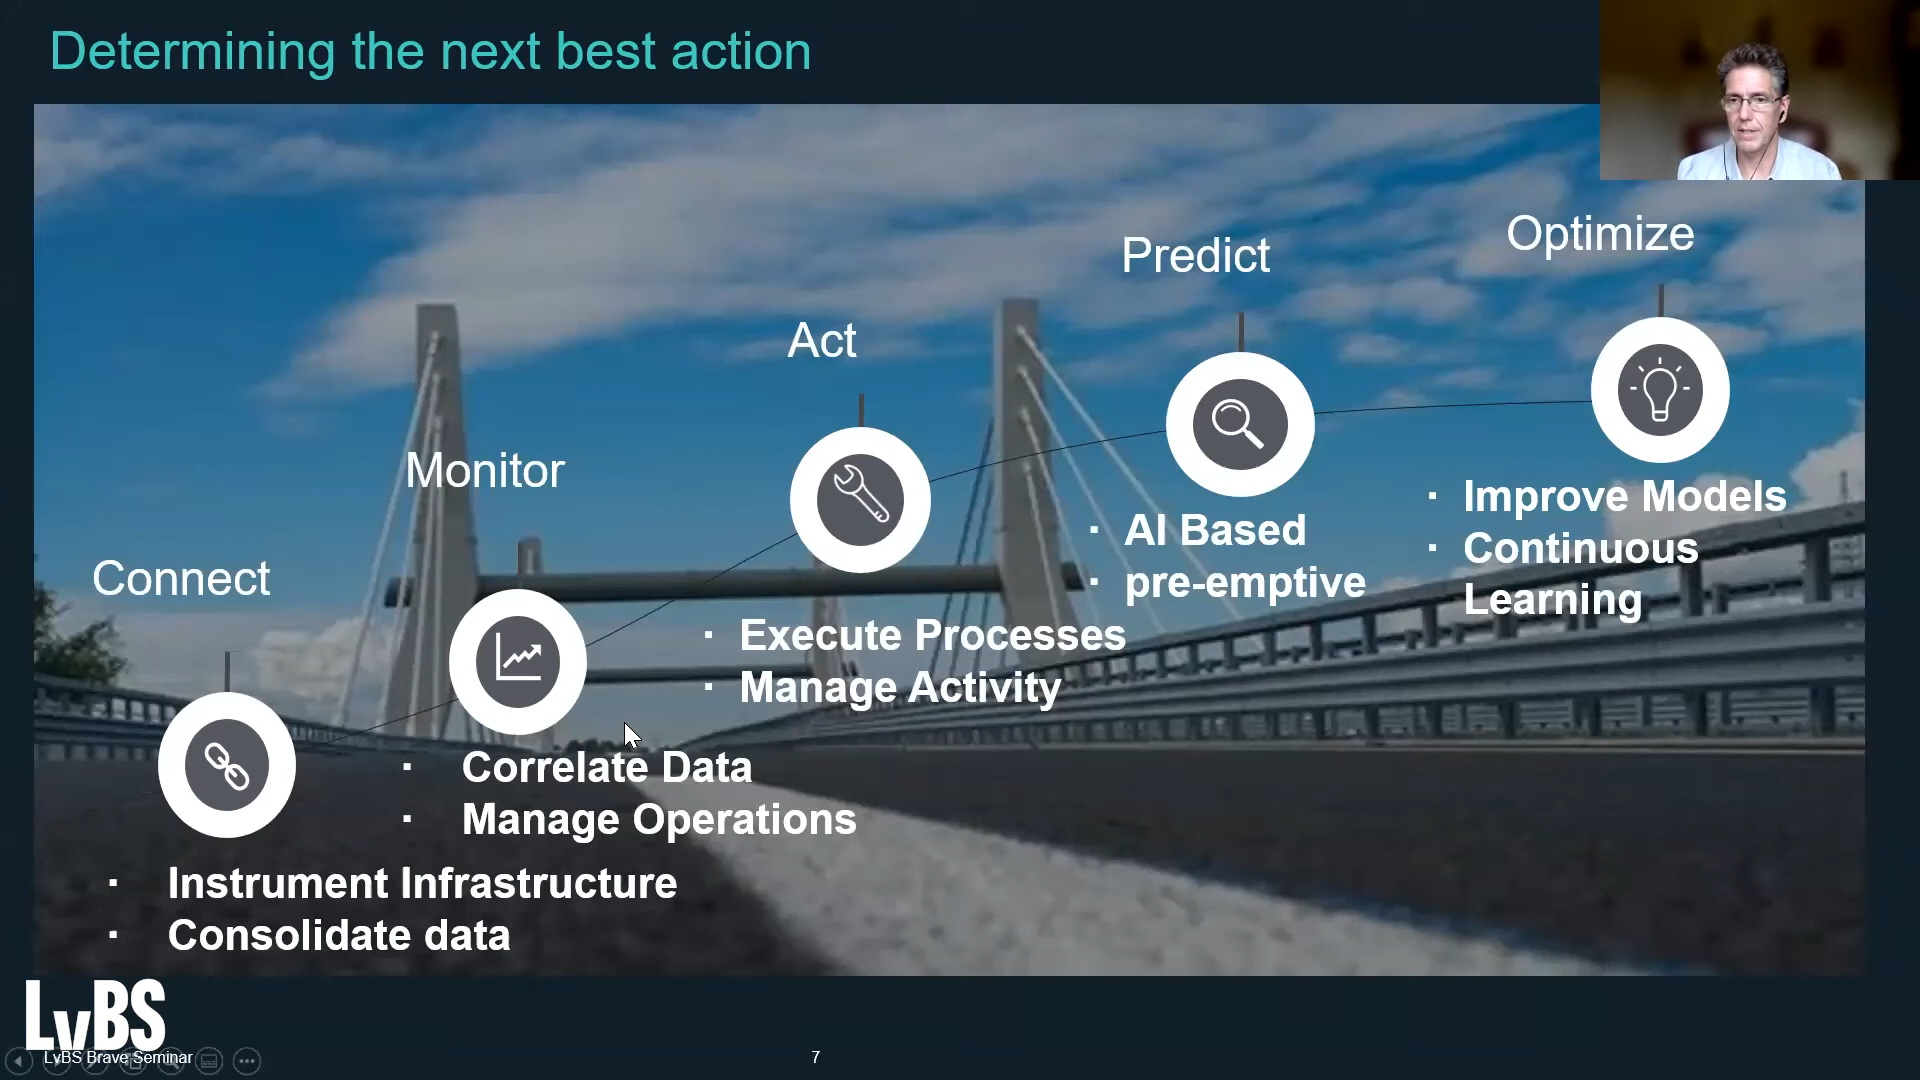 Determining the next best action
Connect
Instrument Infrastructure
Consolidate data
Monitor
Correlate Data
Manage Operations
Act
Execute Processes
Manage Activity
Predict
AI Based
pre-emptive
Optimize
Improve Models
Continuous
Learning
LvBS
LvBS Brave Seminar
7